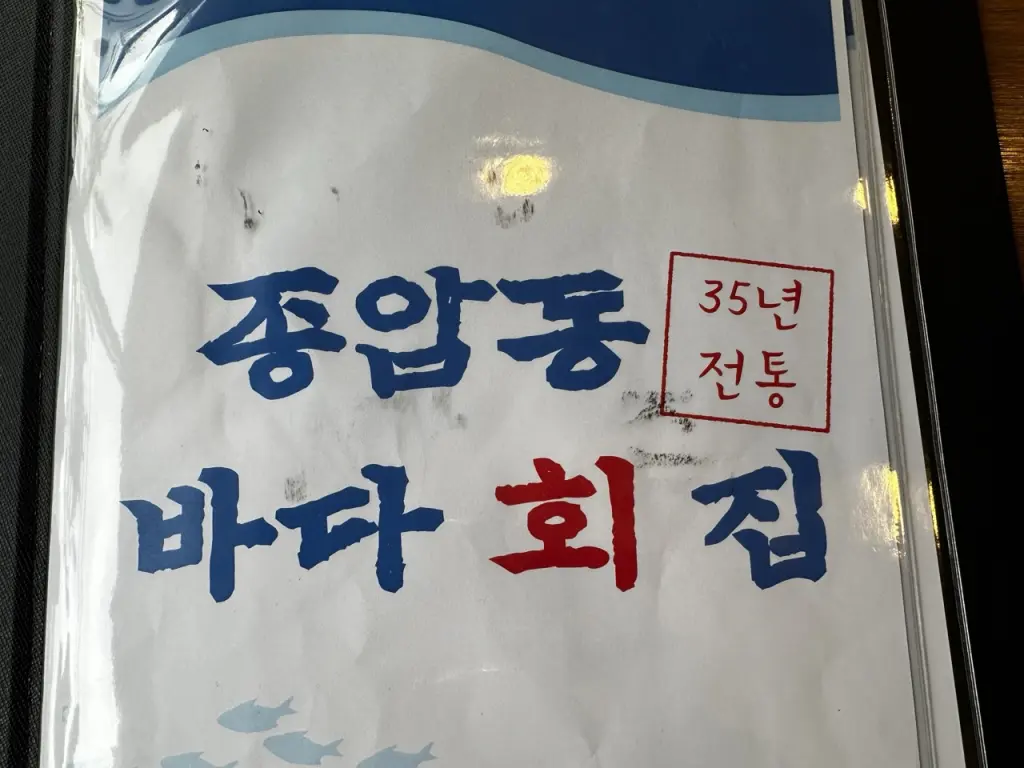 종암동
35년
전통
바다 회 집